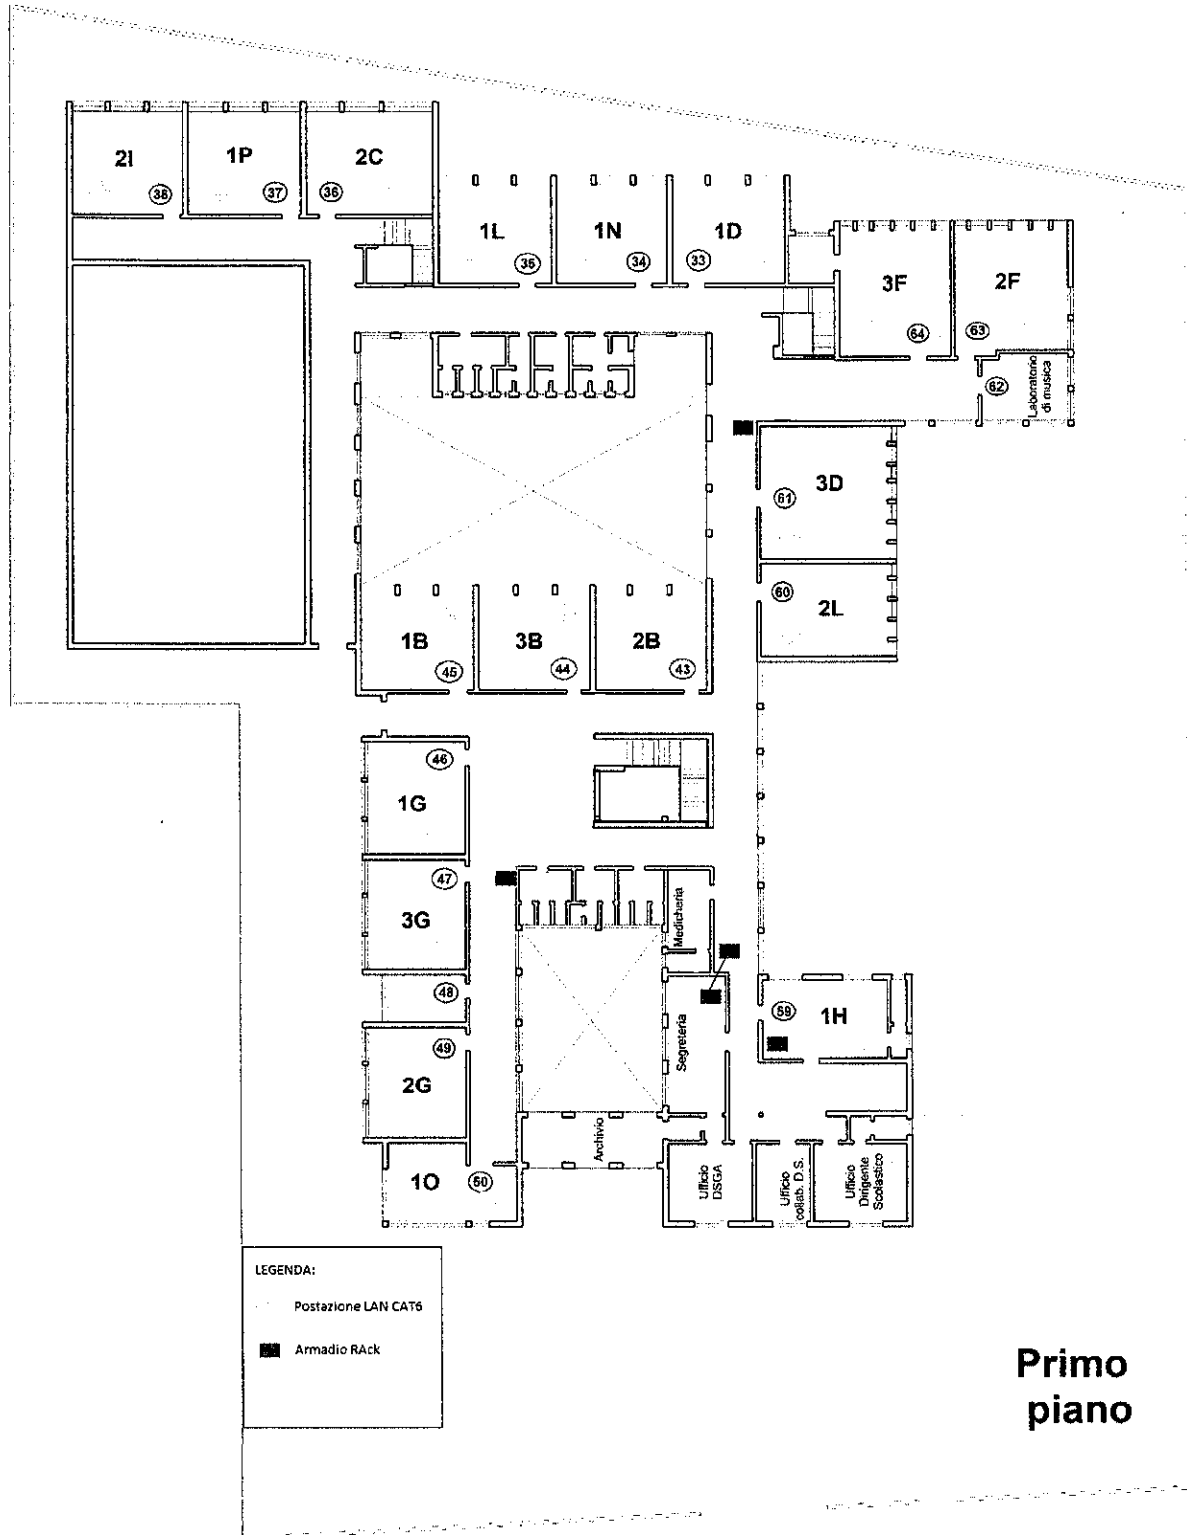 2I
1P
2C
38
37
36
1L
1N
1D
35
34
33
3F
2F
64
63
62
Laboratorio
di musica
3D
61
60
2L
1B
3B
2B
45
44
43
46
1G
47
3G
Medicheria
48
59
1H
49
2G
Segreteria
Archivio
1O
50
Ufficio
DSGA
Ufficio
collab. D.S.
Ufficio
Dirigente
Scolastico
LEGENDA:
Postazione LAN CAT6
Armadio RAck
Primo
piano